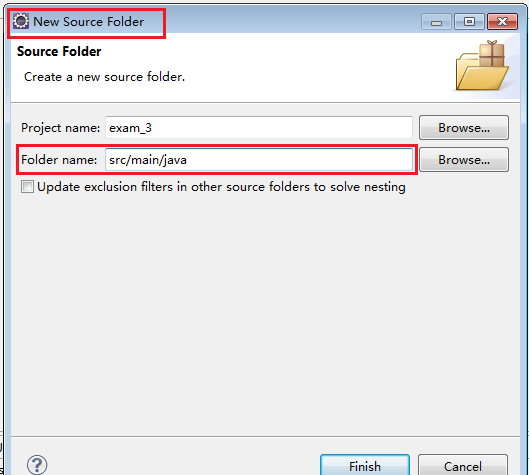 New Source Folder
Source Folder
Create a new source folder.
Project name: exam_3 Browse...
Folder name: src/main/java Browse...
Update exclusion filters in other source folders to solve nesting
? Finish Cancel